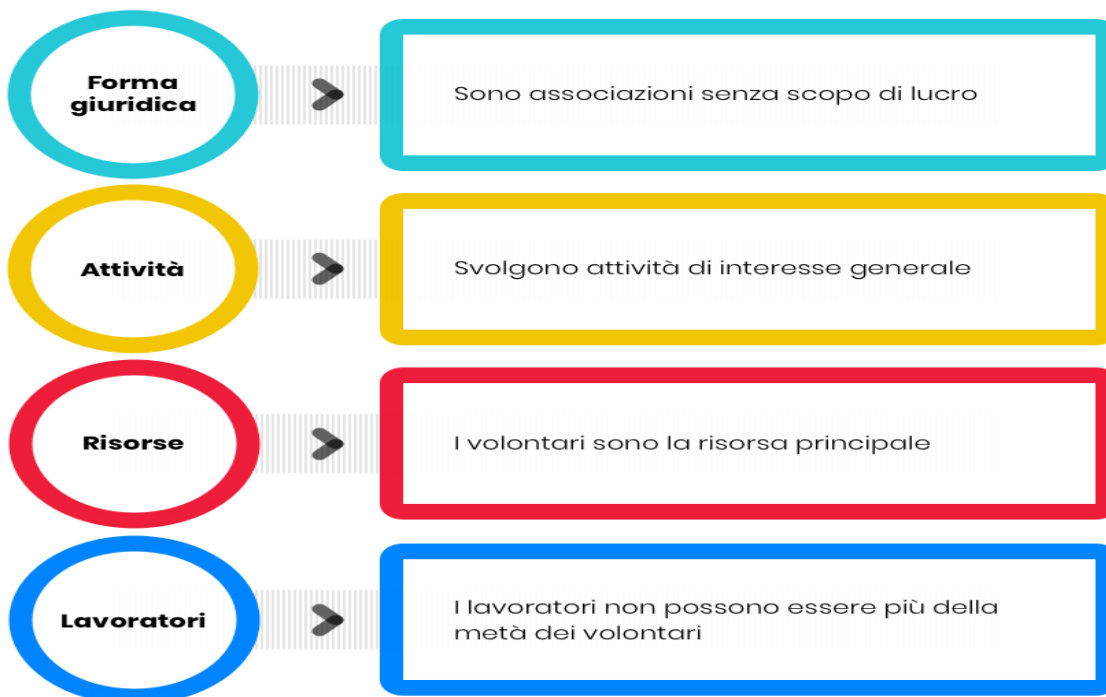 Forma
giuridica
Sono associazioni senza scopo di lucro
Attività
Svolgono attività di interesse generale
Risorse
I volontari sono la risorsa principale
Lavoratori
I lavoratori non possono essere più della
metà dei volontari